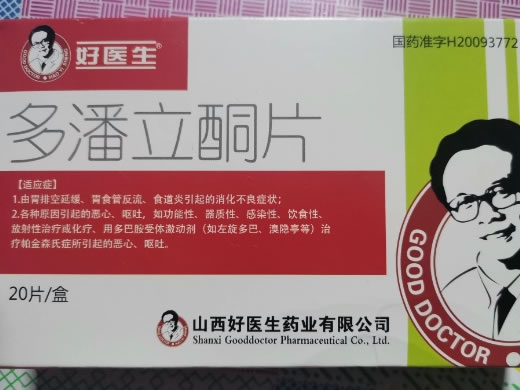 好医生®
GOOD DOCTOR
国药准字H20093772
多潘立酮片
【适应症】
1.由胃排空延缓、胃食管反流、食道炎引起的消化不良症状；
2.各种原因引起的恶心、呕吐，如功能性、器质性、感染性、饮食性、
放射性治疗或化疗，用多巴胺受体激动剂（如左旋多巴、溴隐亭等）治
疗帕金森氏症所引起的恶心、呕吐。
20片/盒
山西好医生药业有限公司
Shanxi Gooddoctor Pharmaceutical Co., Ltd.
GOOD DOCTOR